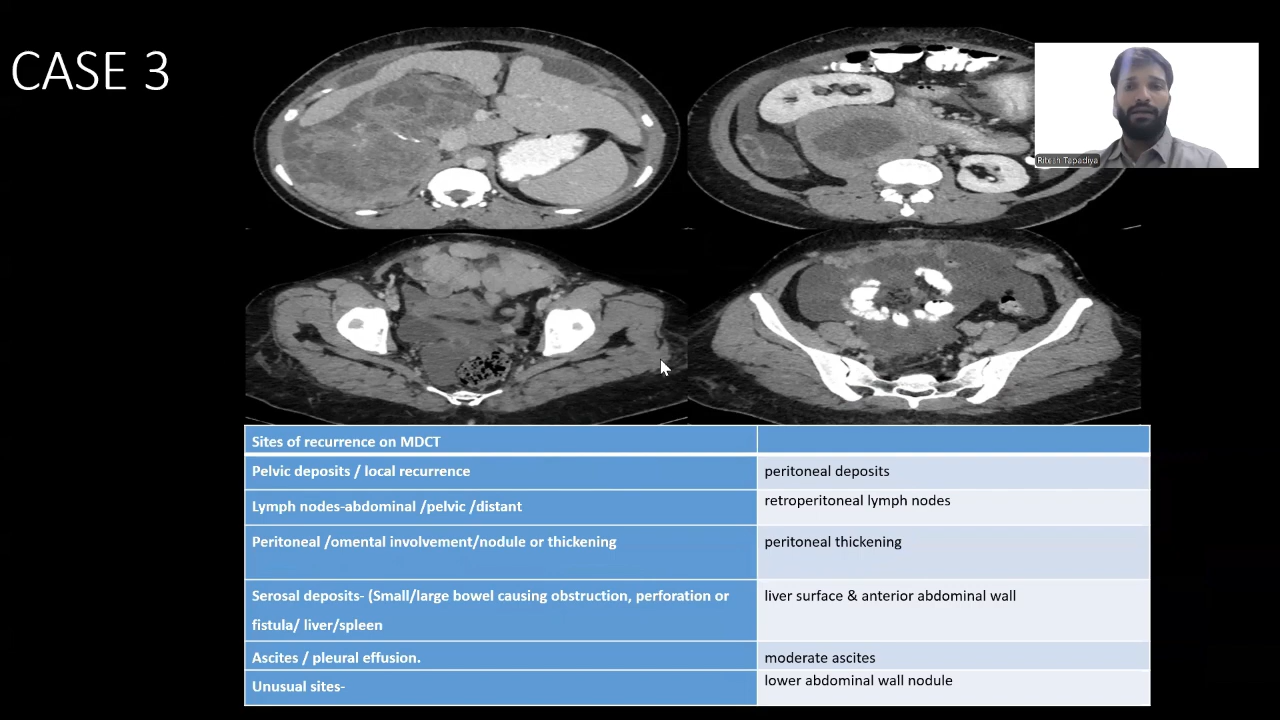 CASE 3
Ritesh Tapadiya
Sites of recurrence on MDCT
Pelvic deposits / local recurrence
peritoneal deposits
Lymph nodes-abdominal /pelvic /distant
retroperitoneal lymph nodes
Peritoneal /omental involvement/nodule or thickening
peritoneal thickening
Serosal deposits- (Small/large bowel causing obstruction, perforation or
fistula/ liver/spleen
liver surface & anterior abdominal wall
Ascites / pleural effusion.
moderate ascites
Unusual sites-
lower abdominal wall nodule